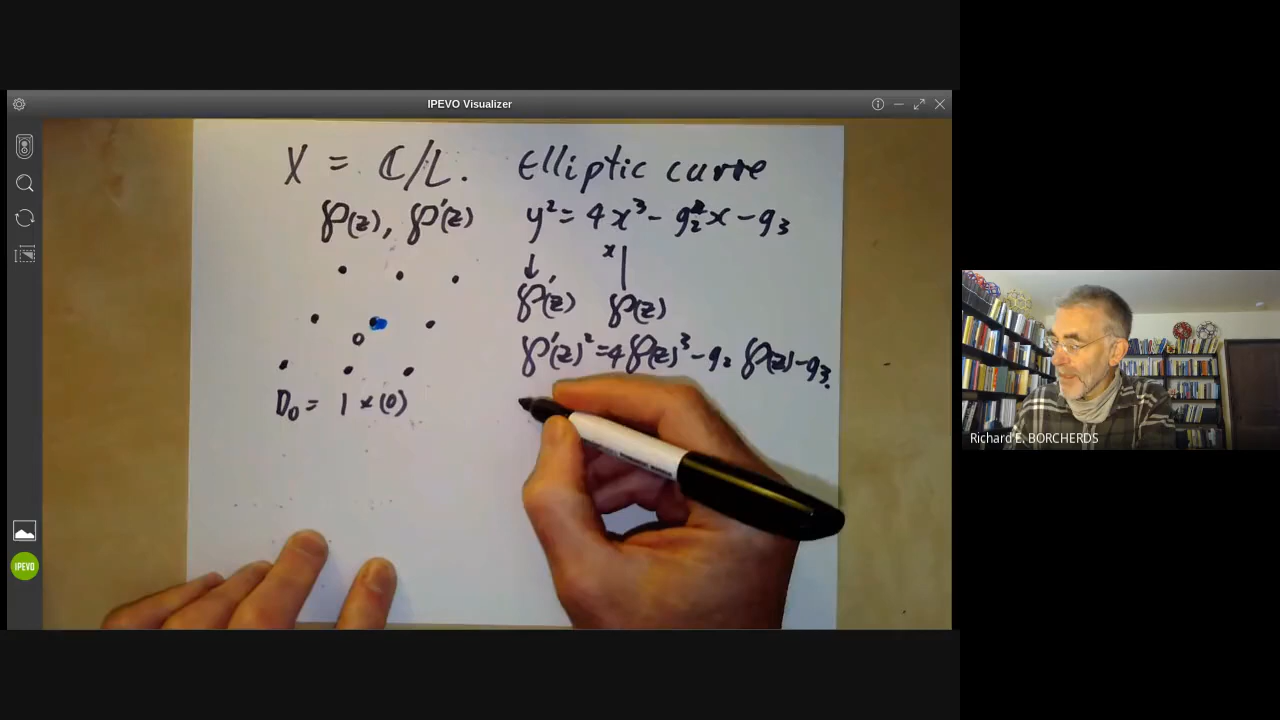 IPEVO Visualizer
X = ℂ/L. Elliptic curve
℘(z), ℘'(z) y² = 4x³ - g₂x - g₃
x
↓ |
℘'(z) ℘(z)
℘'(z)² = 4℘(z)³ - g₂ ℘(z) - g₃.
0
D₀ = 1 × (0)
Richard E. BORCHERDS
IPEVO